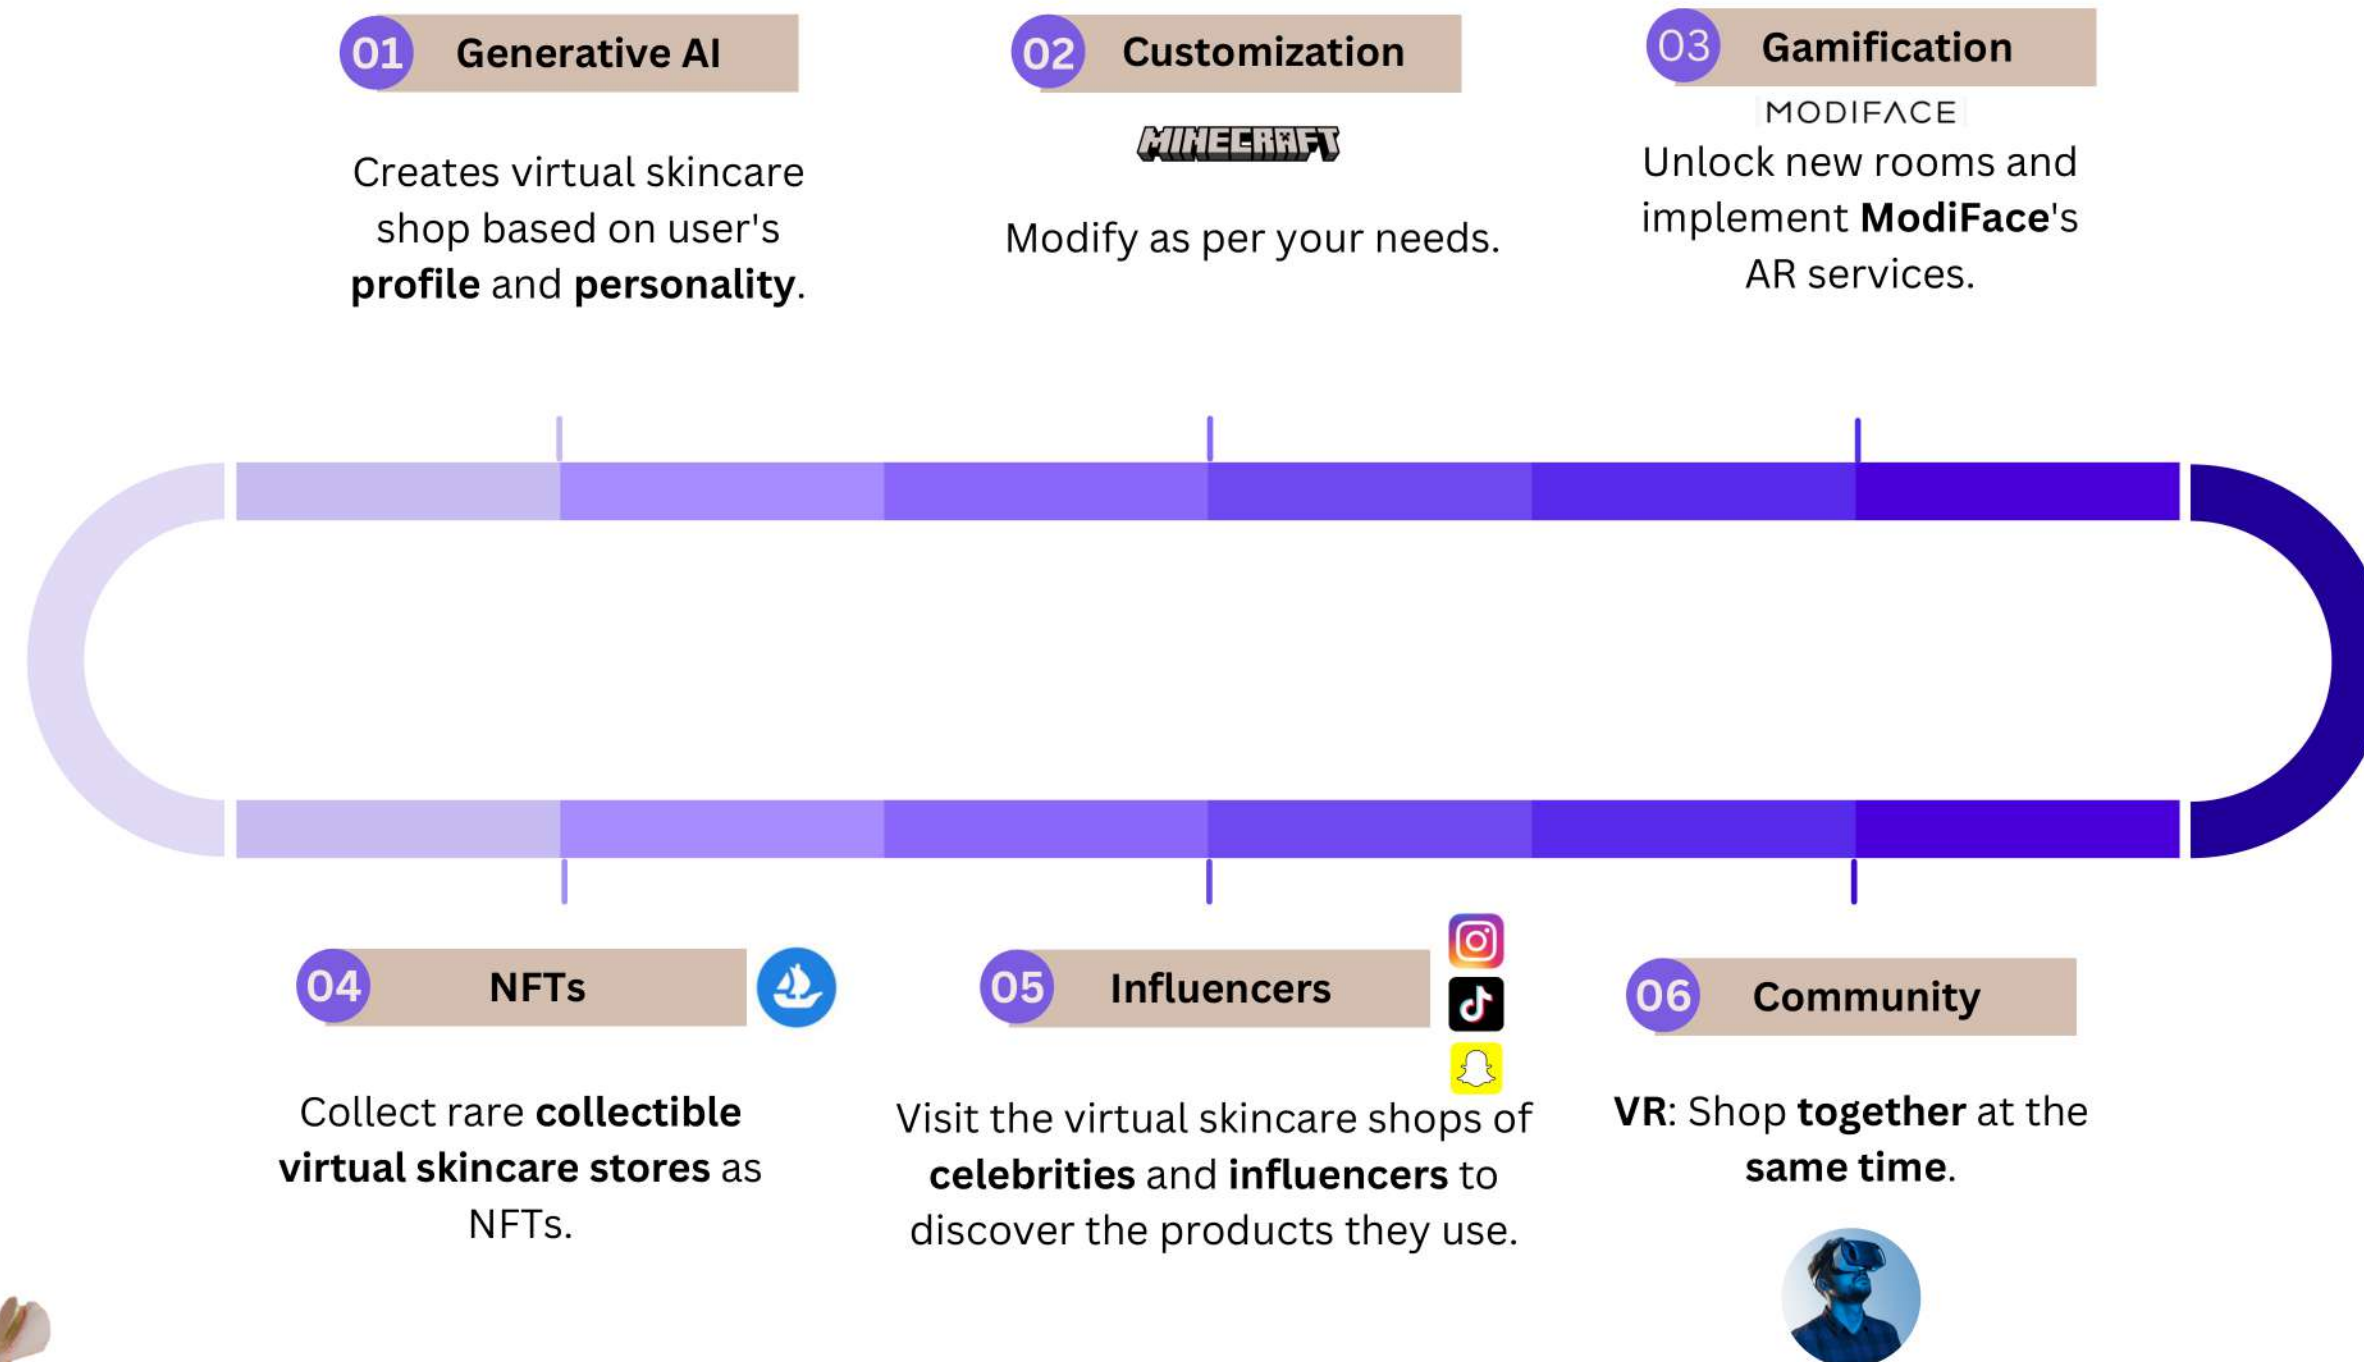 01 Generative AI
Creates virtual skincare
shop based on user's
profile and personality.
02 Customization
MINECRAFT
Modify as per your needs.
03 Gamification
MODIFACE
Unlock new rooms and
implement ModiFace's
AR services.
04 NFTs
Collect rare collectible
virtual skincare stores as
NFTs.
05 Influencers
Visit the virtual skincare shops of
celebrities and influencers to
discover the products they use.
06 Community
VR: Shop together at the
same time.